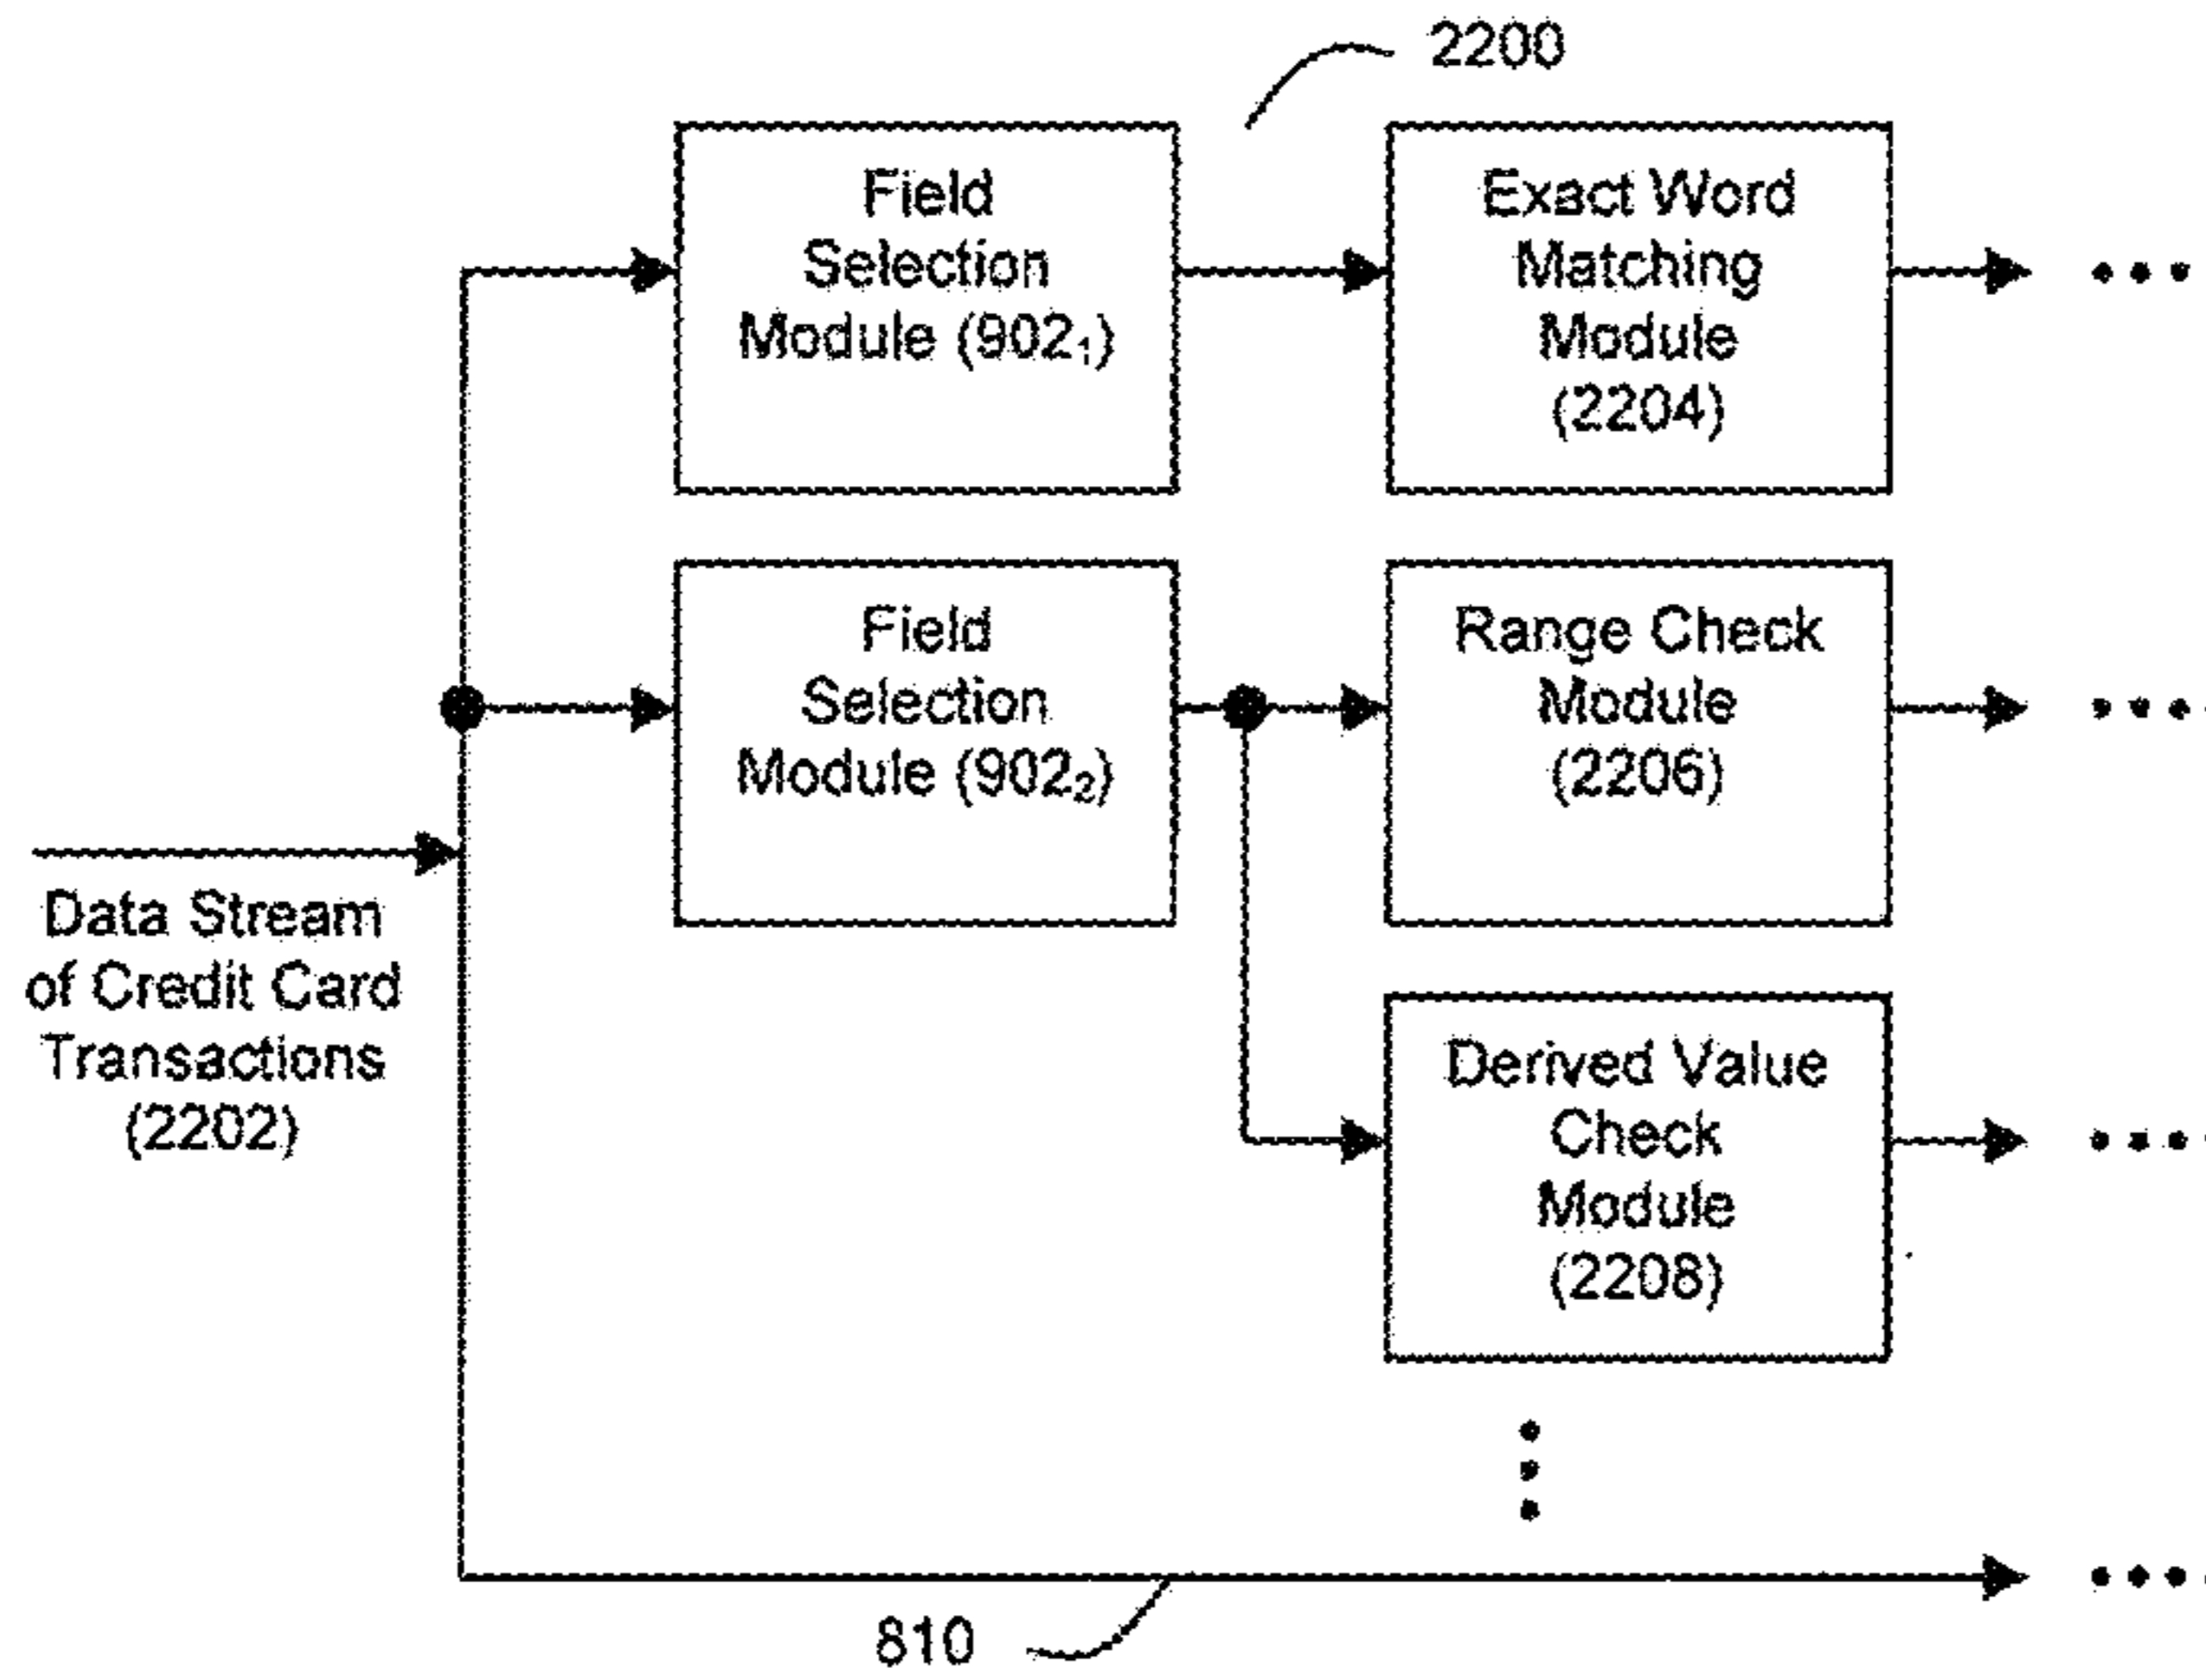 2200
Field
Selection
Module (902₁)
Exact Word
Matching
Module
(2204)
Field
Selection
Module (902₂)
Range Check
Module
(2206)
Data Stream
of Credit Card
Transactions
(2202)
Derived Value
Check
Module
(2208)
810